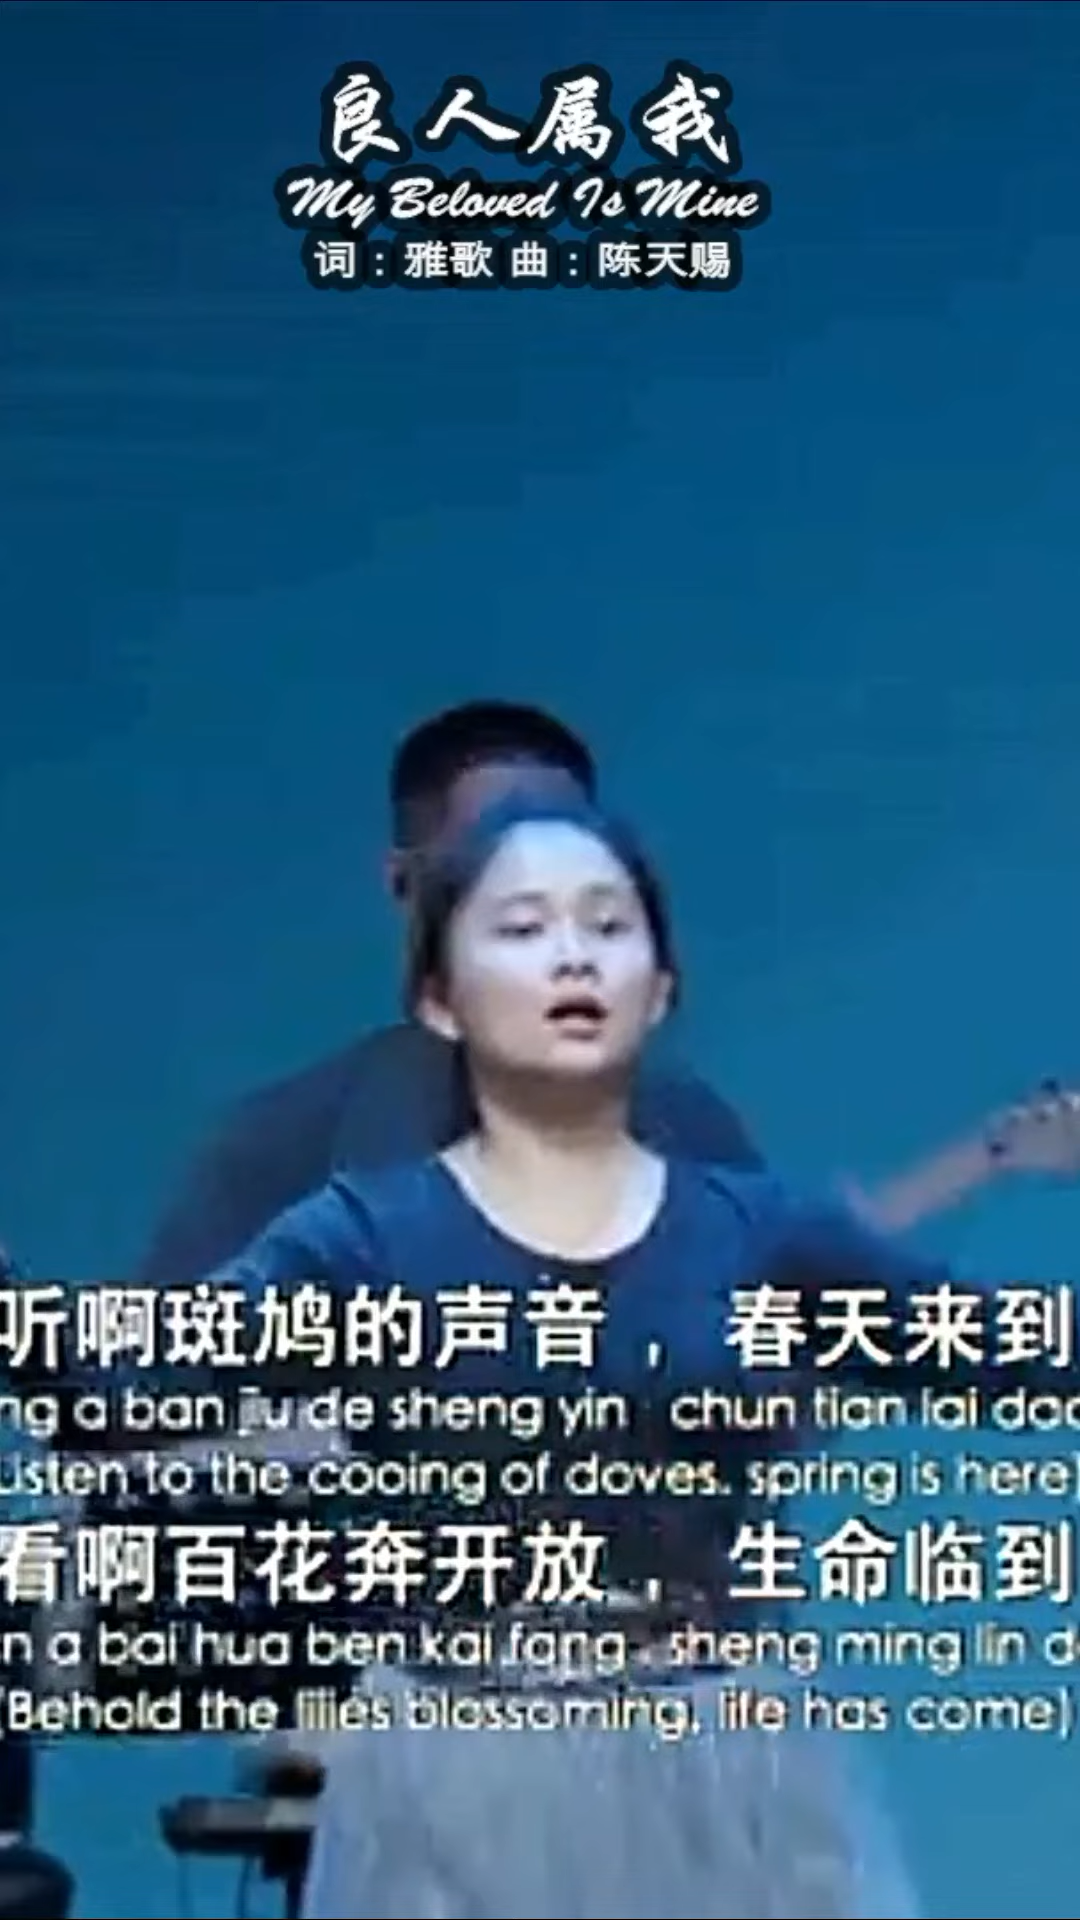 良人属我
My Beloved Is Mine
词：雅歌 曲：陈天赐
听啊斑鸠的声音， 春天来到
ng a ban jiu de sheng yin chun tian lai dao
Listen to the cooing of doves. spring is here)
看啊百花奔开放， 生命临到
n a bai hua ben kai fang, sheng ming lin d
(Behold the lilies blossoming, life has come)